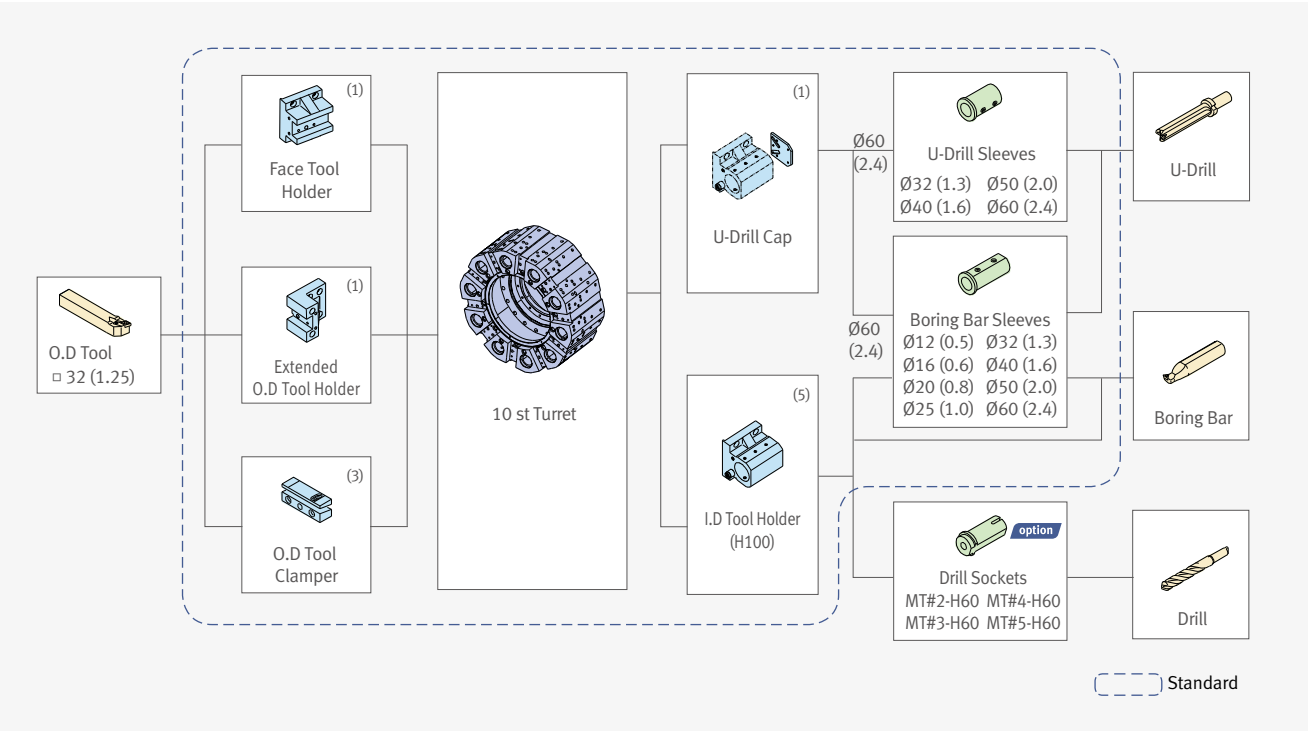 O.D Tool
□ 32 (1.25)
(1)
Face Tool
Holder
(1)
Extended
O.D Tool Holder
(3)
O.D Tool
Clamper
10 st Turret
(1)
U-Drill Cap
(5)
I.D Tool Holder
(H100)
Ø60
(2.4)
Ø60
(2.4)
U-Drill Sleeves
Ø32 (1.3) Ø50 (2.0)
Ø40 (1.6) Ø60 (2.4)
Boring Bar Sleeves
Ø12 (0.5) Ø32 (1.3)
Ø16 (0.6) Ø40 (1.6)
Ø20 (0.8) Ø50 (2.0)
Ø25 (1.0) Ø60 (2.4)
option
Drill Sockets
MT#2-H60 MT#4-H60
MT#3-H60 MT#5-H60
U-Drill
Boring Bar
Drill
Standard